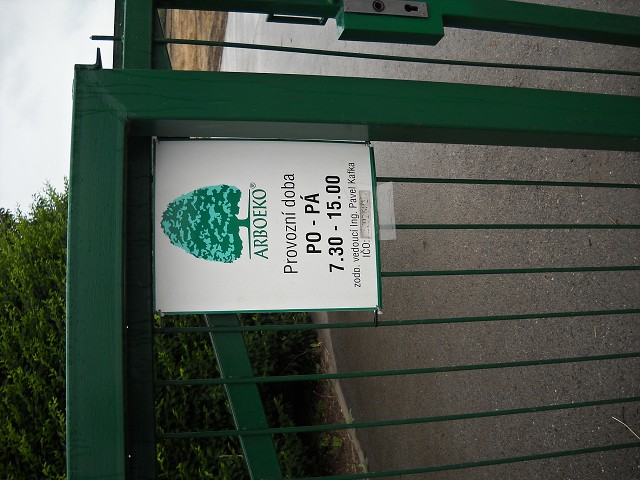 ARBOEKO®
Provozní doba
PO - PÁ
7.30 - 15.00
zodp. vedoucí Ing. Pavel Kafka
IČO: